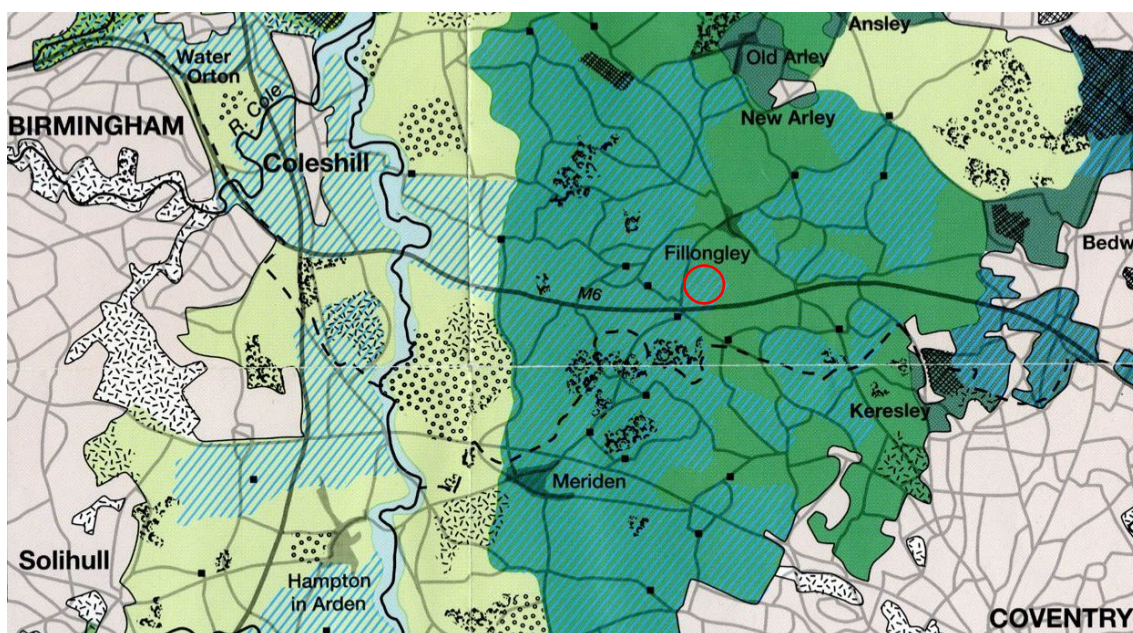 Ansley
Water
Orton
Old Arley
R. Cole
BIRMINGHAM
New Arley
Coleshill
Bedw
Fillongley
M6
Keresley
Meriden
Solihull
Hampton
in Arden
COVENTRY